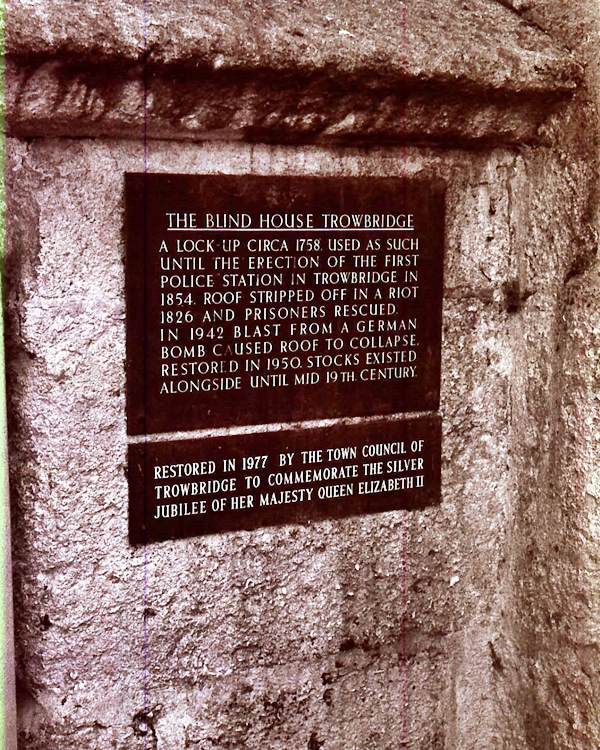 THE BLIND HOUSE TROWBRIDGE
A LOCK-UP CIRCA 1758. USED AS SUCH
UNTIL THE ERECTION OF THE FIRST
POLICE STATION IN TROWBRIDGE IN
1854. ROOF STRIPPED OFF IN A RIOT
1826 AND PRISONERS RESCUED.
IN 1942 BLAST FROM A GERMAN
BOMB CAUSED ROOF TO COLLAPSE.
RESTORED IN 1950. STOCKS EXISTED
ALONGSIDE UNTIL MID 19TH. CENTURY.
RESTORED IN 1977 BY THE TOWN COUNCIL OF
TROWBRIDGE TO COMMEMORATE THE SILVER
JUBILEE OF HER MAJESTY QUEEN ELIZABETH II